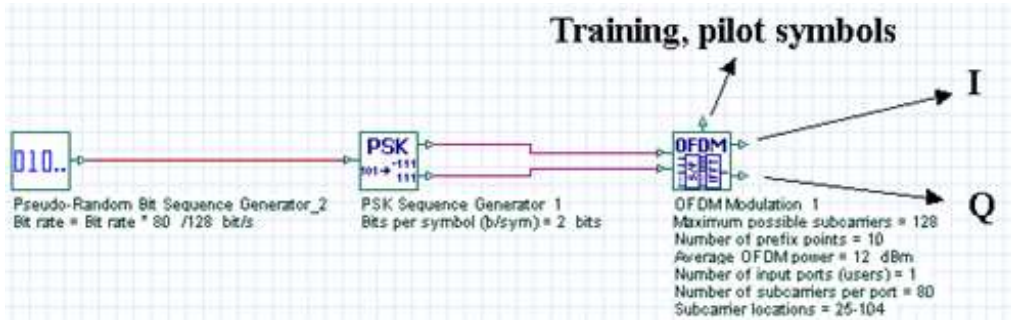 Training, pilot symbols
I
010..
PSK
101→ -111
111
OFDM
S/P
IFFT
Q
Pseudo-Random Bit Sequence Generator_2
Bit rate = Bit rate * 80 /128 bit/s
PSK Sequence Generator 1
Bits per symbol (b/sym) = 2 bits
OFDM Modulation 1
Maximum possible subcarriers = 128
Number of prefix points = 10
Average OFDM power = 12 dBm
Number of input ports (users) = 1
Number of subcarriers per port = 80
Subcarrier locations = 25-104